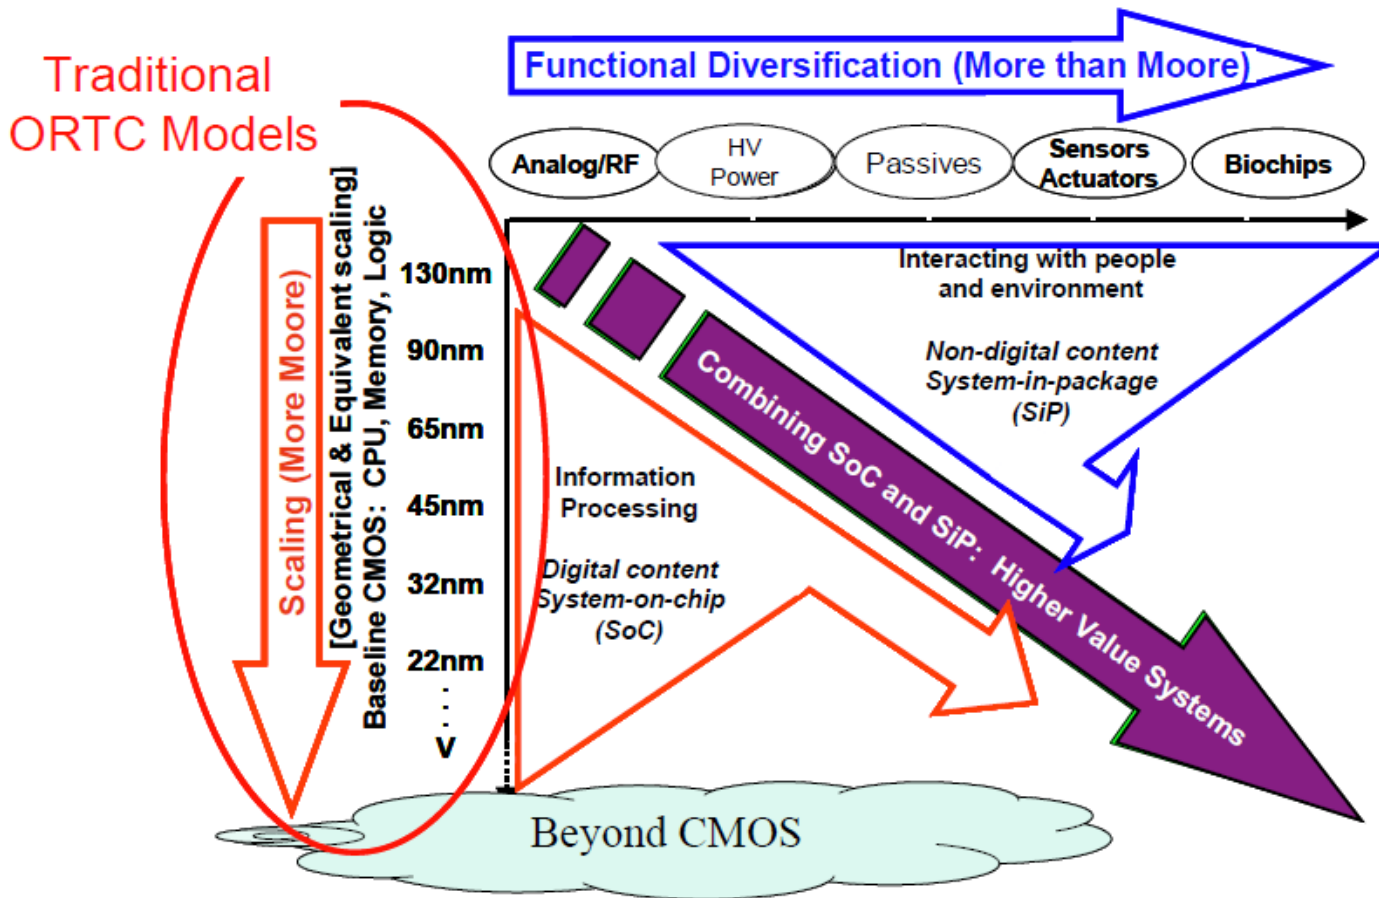 Traditional
ORTC Models
Functional Diversification (More than Moore)
Analog/RF
HV
Power
Passives
Sensors
Actuators
Biochips
Scaling (More Moore)
[Geometrical & Equivalent scaling]
Baseline CMOS: CPU, Memory, Logic
130nm
90nm
65nm
45nm
32nm
22nm
.
.
.
.
V
Interacting with people
and environment
Non-digital content
System-in-package
(SiP)
Combining SoC and SiP: Higher Value Systems
Information
Processing
Digital content
System-on-chip
(SoC)
Beyond CMOS